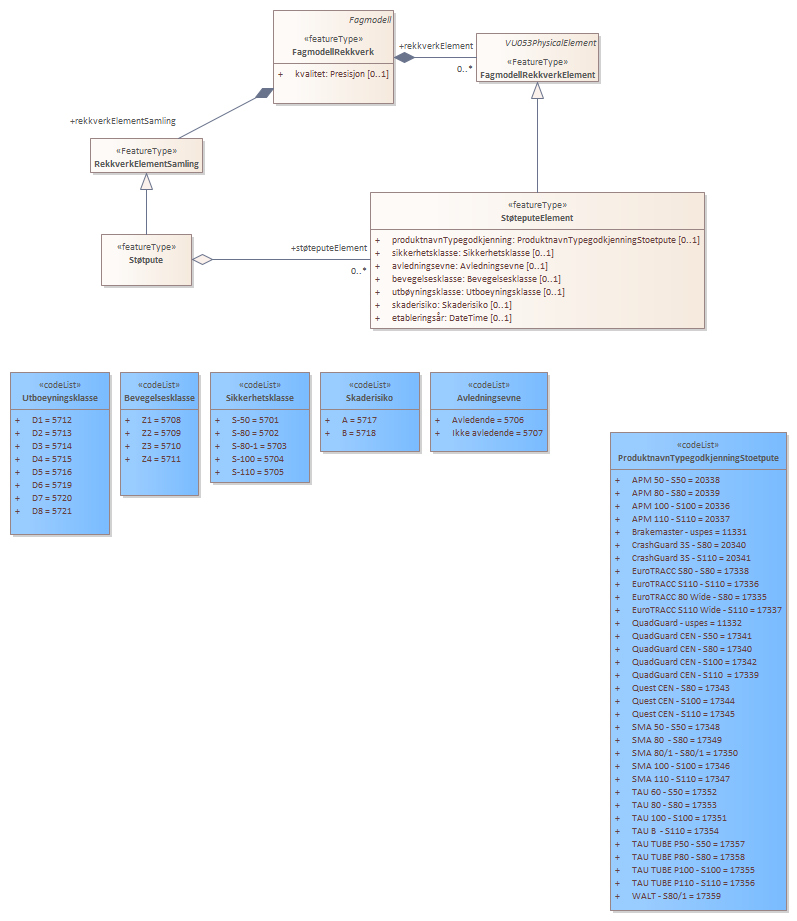 Fagmodell
«featureType»
FagmodellRekkverk
+ kvalitet: Presisjon [0..1]
+rekkverkElement
0..*
VU053PhysicalElement
«FeatureType»
FagmodellRekkverkElement
+rekkverkElementSamling
«FeatureType»
RekkverkElementSamling
«featureType»
Støtpute
+støteputeElement
0..*
«featureType»
StøteputeElement
+ produktnavnTypegodkjenning: ProduktnavnTypegodkjenningStoetpute [0..1]
+ sikkerhetsklasse: Sikkerhetsklasse [0..1]
+ avledningsevne: Avledningsevne [0..1]
+ bevegelsesklasse: Bevegelsesklasse [0..1]
+ utbøyningsklasse: Utboeyningsklasse [0..1]
+ skaderisiko: Skaderisiko [0..1]
+ etableringsår: DateTime [0..1]
«codeList»
Utboeyningsklasse
+ D1 = 5712
+ D2 = 5713
+ D3 = 5714
+ D4 = 5715
+ D5 = 5716
+ D6 = 5719
+ D7 = 5720
+ D8 = 5721
«codeList»
Bevegelsesklasse
+ Z1 = 5708
+ Z2 = 5709
+ Z3 = 5710
+ Z4 = 5711
«codeList»
Sikkerhetsklasse
+ S-50 = 5701
+ S-80 = 5702
+ S-80-1 = 5703
+ S-100 = 5704
+ S-110 = 5705
«codeList»
Skaderisiko
+ A = 5717
+ B = 5718
«codeList»
Avledningsevne
+ Avledende = 5706
+ Ikke avledende = 5707
«codeList»
ProduktnavnTypegodkjenningStoetpute
+ APM 50 - S50 = 20338
+ APM 80 - S80 = 20339
+ APM 100 - S100 = 20336
+ APM 110 - S110 = 20337
+ Brakemaster - uspes = 11331
+ CrashGuard 3S - S80 = 20340
+ CrashGuard 3S - S110 = 20341
+ EuroTRACC S80 - S80 = 17338
+ EuroTRACC S110 - S110 = 17336
+ EuroTRACC 80 Wide - S80 = 17335
+ EuroTRACC S110 Wide - S110 = 17337
+ QuadGuard - uspes = 11332
+ QuadGuard CEN - S50 = 17341
+ QuadGuard CEN - S80 = 17340
+ QuadGuard CEN - S100 = 17342
+ QuadGuard CEN - S110 = 17339
+ Quest CEN - S80 = 17343
+ Quest CEN - S100 = 17344
+ Quest CEN - S110 = 17345
+ SMA 50 - S50 = 17348
+ SMA 80 - S80 = 17349
+ SMA 80/1 - S80/1 = 17350
+ SMA 100 - S100 = 17346
+ SMA 110 - S110 = 17347
+ TAU 60 - S50 = 17352
+ TAU 80 - S80 = 17353
+ TAU 100 - S100 = 17351
+ TAU B - S110 = 17354
+ TAU TUBE P50 - S50 = 17357
+ TAU TUBE P80 - S80 = 17358
+ TAU TUBE P100 - S100 = 17355
+ TAU TUBE P110 - S110 = 17356
+ WALT - S80/1 = 17359